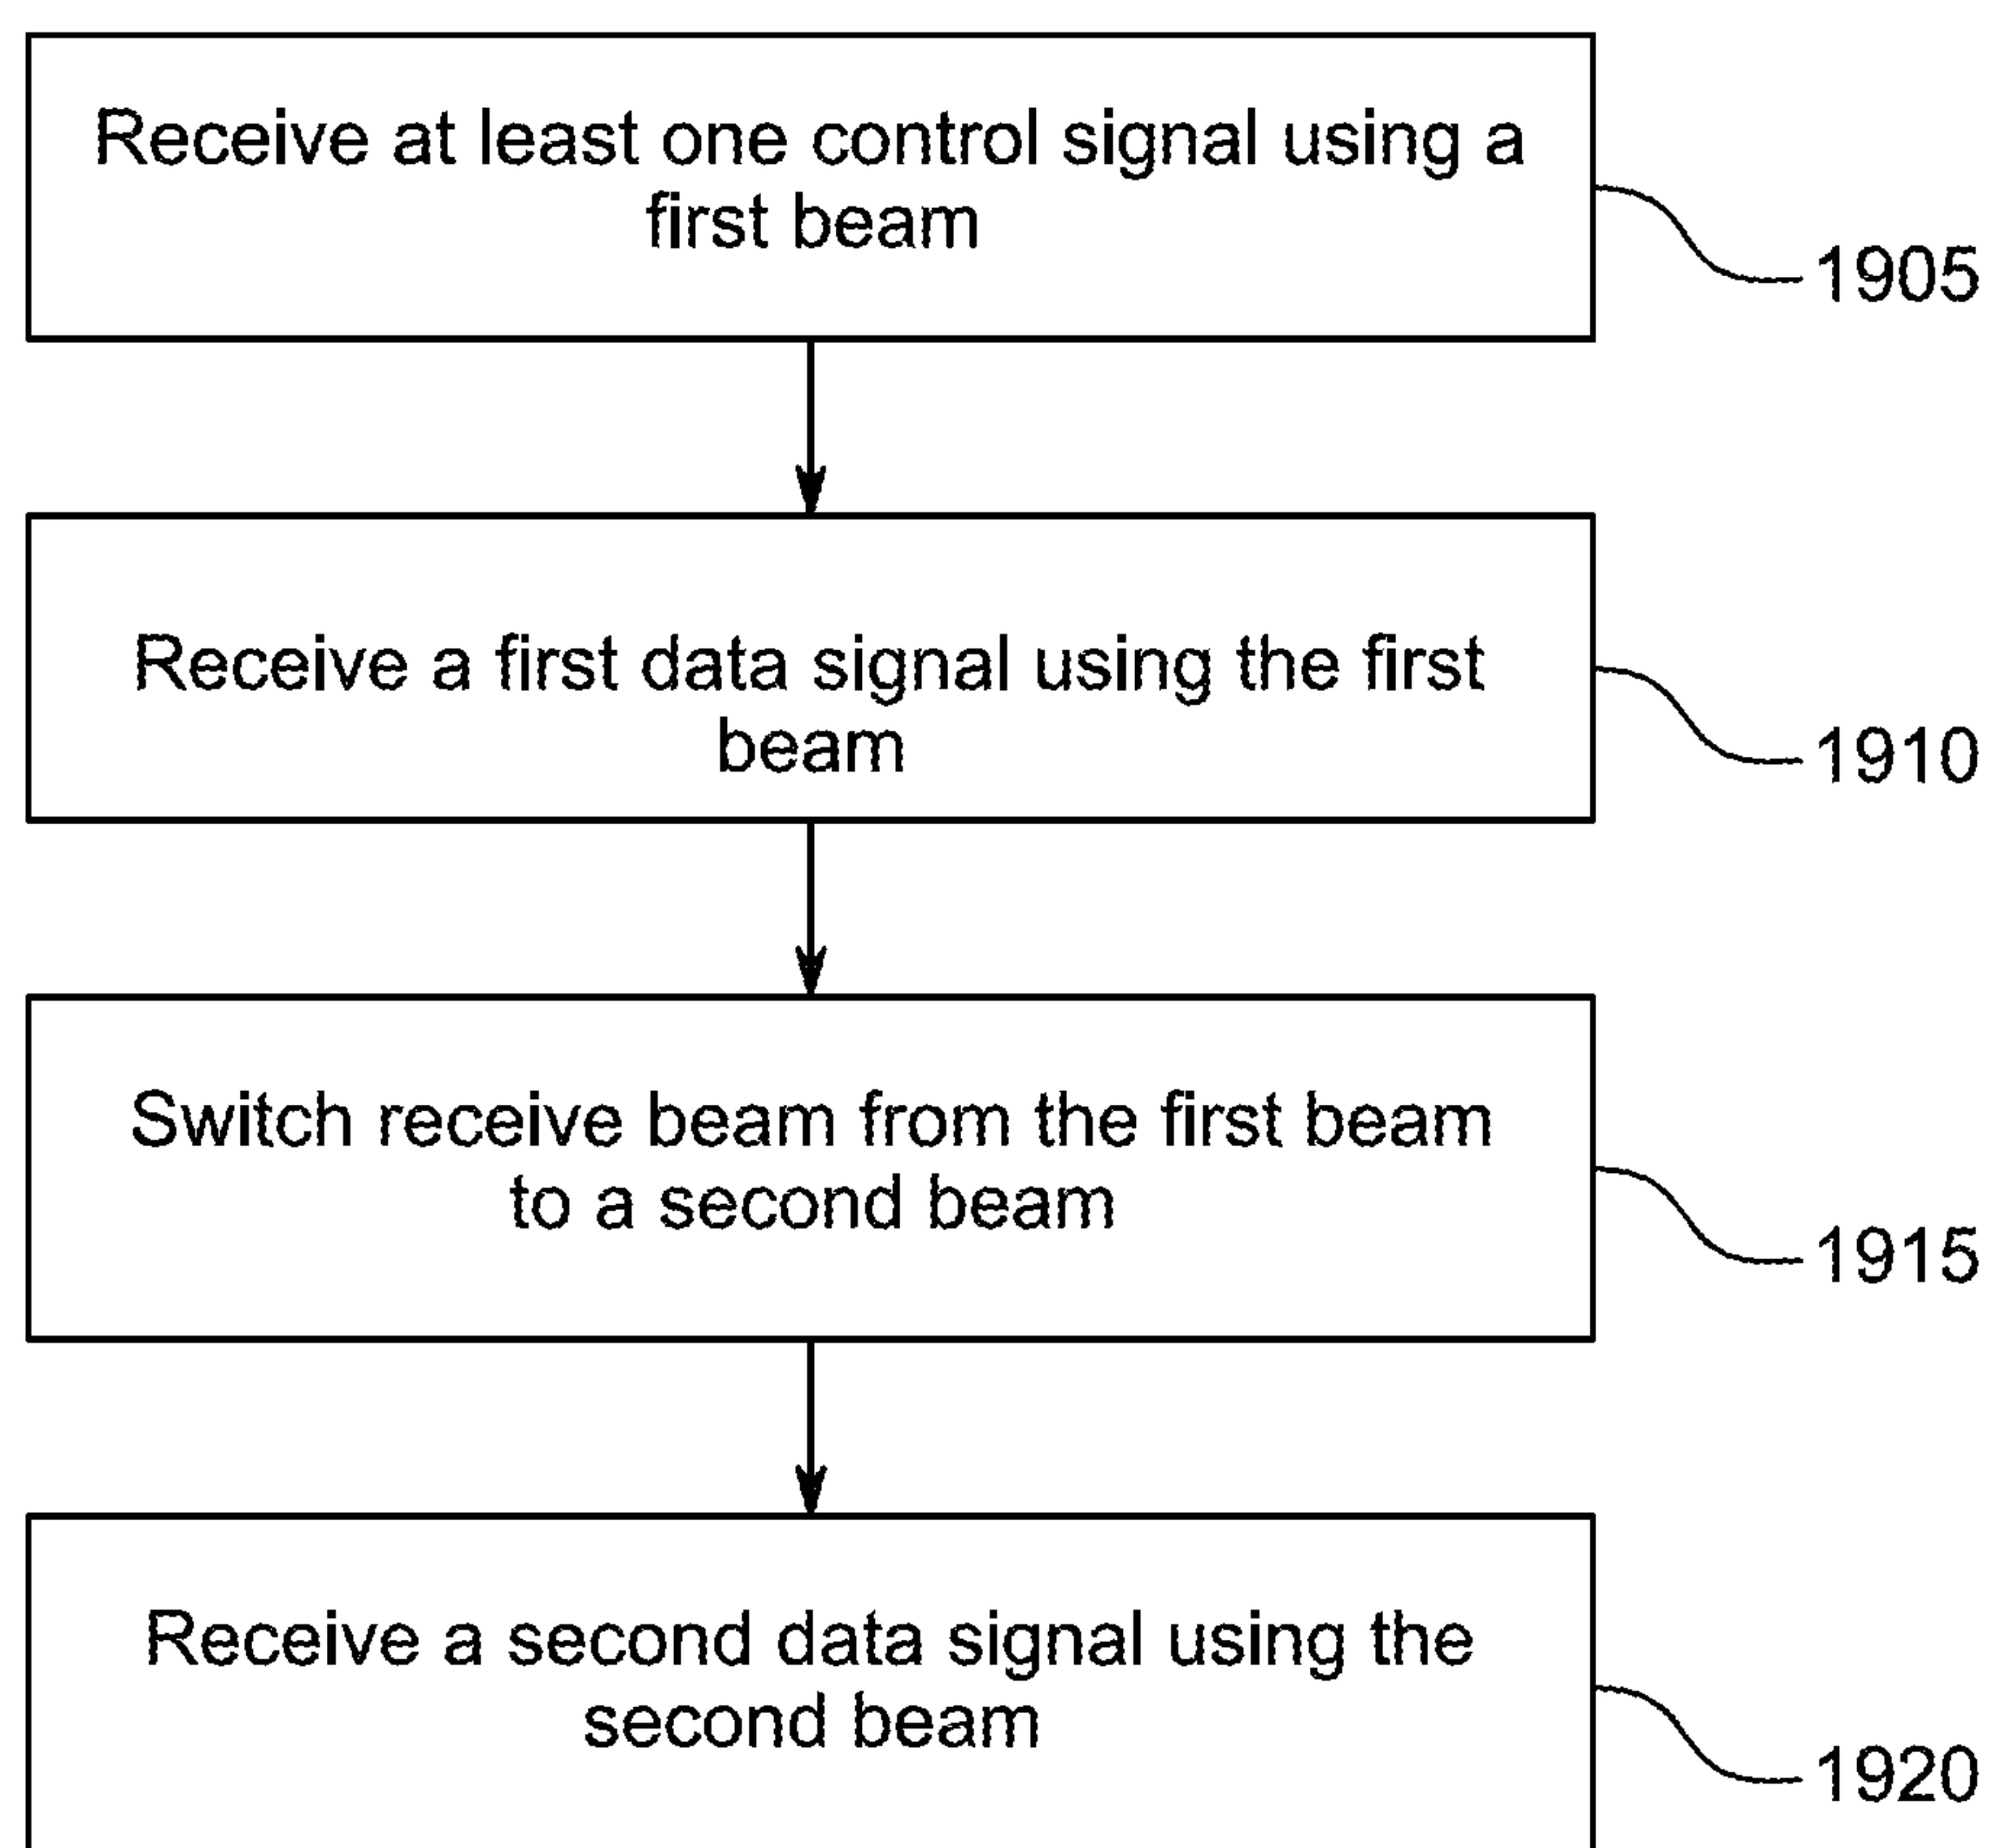 Receive at least one control signal using a
first beam
1905
Receive a first data signal using the first
beam
1910
Switch receive beam from the first beam
to a second beam
1915
Receive a second data signal using the
second beam
1920